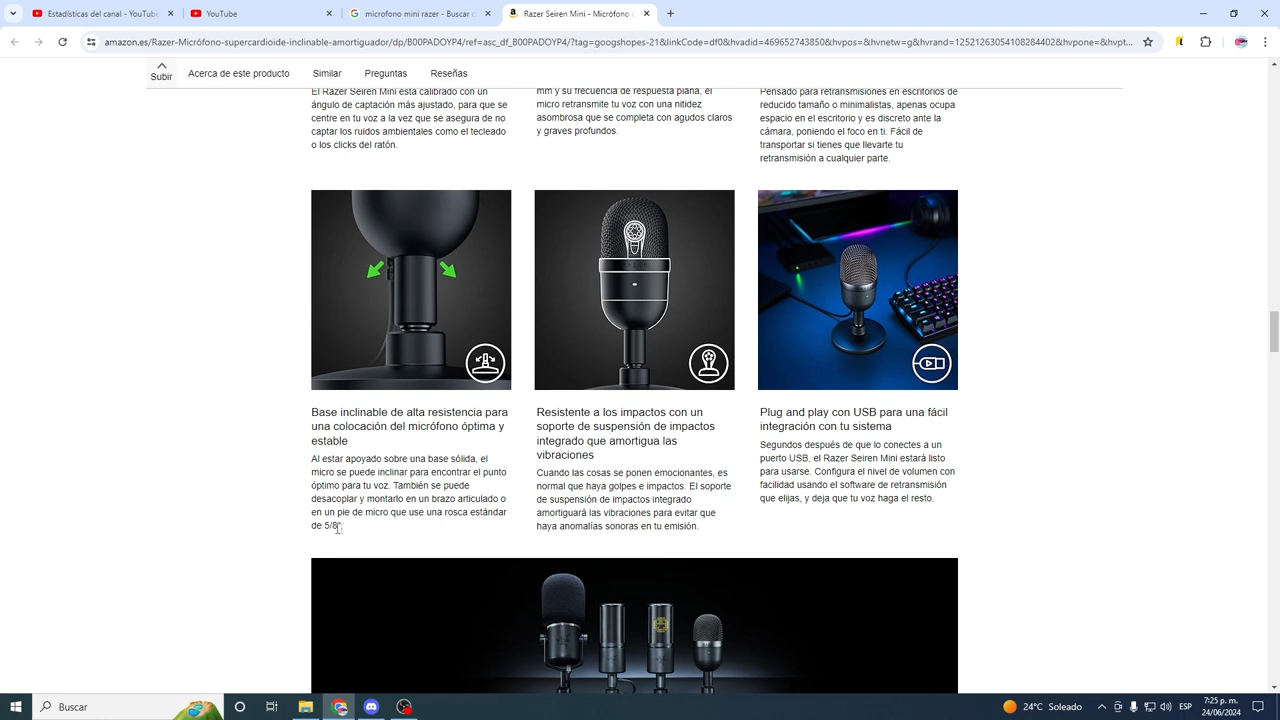 Estadísticas del canal - YouTube
YouTube
microfono mini razer - Buscar c
Razer Seiren Mini - Micrófono c
amazon.es/Razer-Micrófono-supercardioide-inclinable-amortiguador/dp/B00PADOYP4/ref=asc_df_B00PADOYP4/?tag=googshopes-21&linkCode=df0&hvadid=469652743850&hvpos=&hvnetw=g&hvrand=12521263054108284402&hvpone=&hvpt...
Subir
Acerca de este producto
Similar
Preguntas
Reseñas
El Razer Seiren Mini está calibrado con un
ángulo de captación más ajustado, para que se
centre en tu voz a la vez que se asegura de no
captar los ruidos ambientales como el tecleado
o los clicks del ratón.
mm y su frecuencia de respuesta plana, el
micro retransmite tu voz con una nitidez
asombrosa que se completa con agudos claros
y graves profundos.
Pensado para retransmisiones en escritorios de
reducido tamaño o minimalistas, apenas ocupa
espacio en el escritorio y es discreto ante la
cámara, poniendo el foco en ti. Fácil de
transportar si tienes que llevarte tu
retransmisión a cualquier parte.
Base inclinable de alta resistencia para
una colocación del micrófono óptima y
estable
Al estar apoyado sobre una base sólida, el
micro se puede inclinar para encontrar el punto
óptimo para tu voz. También se puede
desacoplar y montarlo en un brazo articulado o
en un pie de micro que use una rosca estándar
de 5/8".
Resistente a los impactos con un
soporte de suspensión de impactos
integrado que amortigua las
vibraciones
Cuando las cosas se ponen emocionantes, es
normal que haya golpes e impactos. El soporte
de suspensión de impactos integrado
amortiguará las vibraciones para evitar que
haya anomalías sonoras en tu emisión.
Plug and play con USB para una fácil
integración con tu sistema
Segundos después de que lo conectes a un
puerto USB, el Razer Seiren Mini estará listo
para usarse. Configura el nivel de volumen con
facilidad usando el software de retransmisión
que elijas, y deja que tu voz haga el resto.
Buscar
24°C Soleado
ESP
7:25 p. m.
24/06/2024